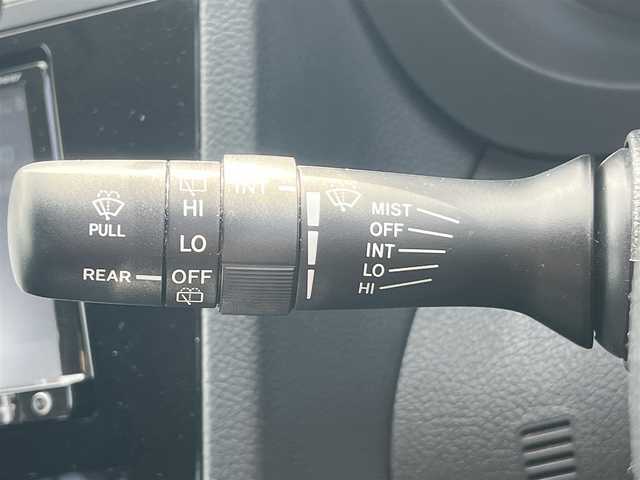 PULL
REAR
HI
LO
OFF
INT
MIST
OFF
INT
LO
HI